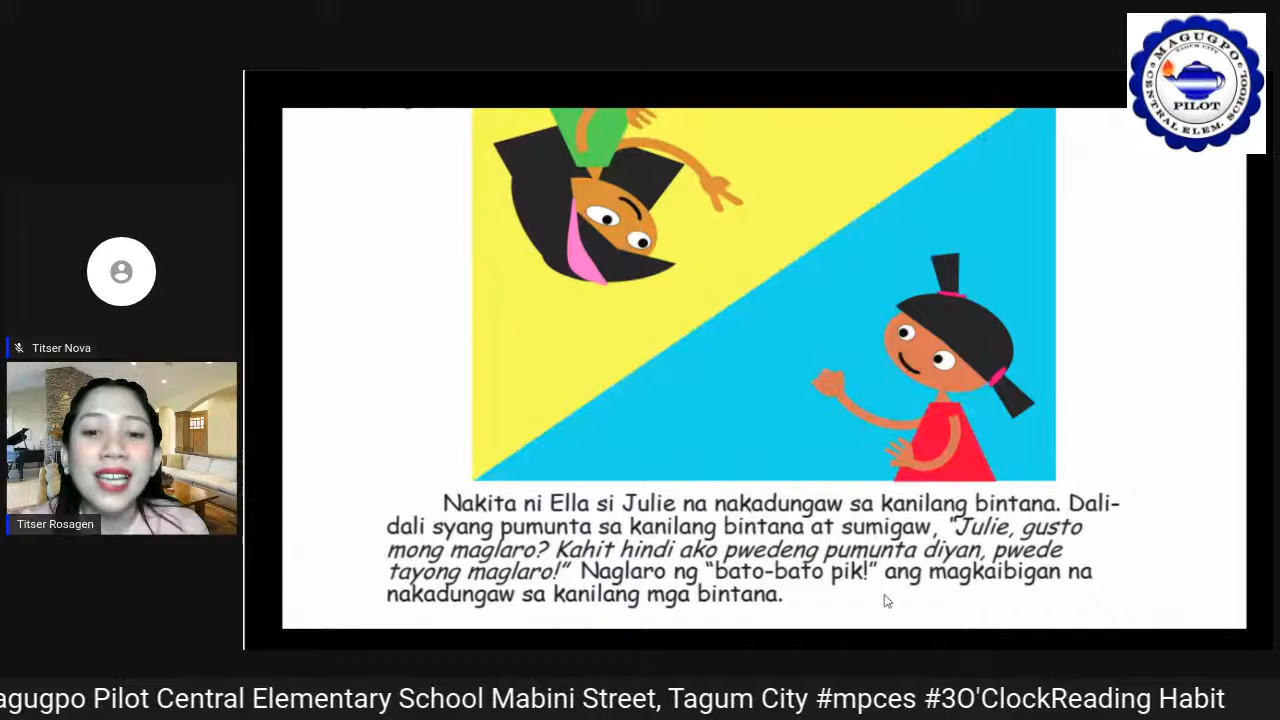 MAGUGPO
TAGUM CITY
PILOT
CENTRAL ELEM. SCHOOL
Titser Nova
Titser Rosagen
Nakita ni Ella si Julie na nakadungaw sa kanilang bintana. Dali-
dali syang pumunta sa kanilang bintana at sumigaw, “Julie, gusto
mong maglaro? Kahit hindi ako pwedeng pumunta diyan, pwede
tayong maglaro!” Naglaro ng “bato-bato pik!” ang magkaibigan na
nakadungaw sa kanilang mga bintana.
agugpo Pilot Central Elementary School Mabini Street, Tagum City #mpces #3O'ClockReading Habit